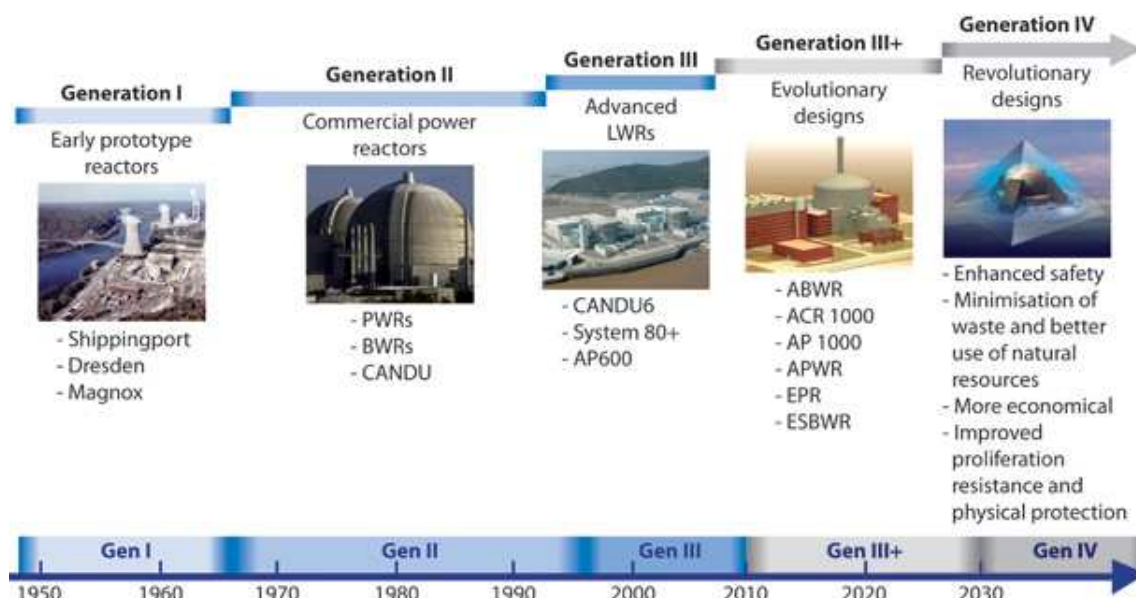 Generation I
Early prototype
reactors
- Shippingport
- Dresden
- Magnox
Generation II
Commercial power
reactors
- PWRs
- BWRs
- CANDU
Generation III
Advanced
LWRs
- CANDU6
- System 80+
- AP600
Generation III+
Evolutionary
designs
- ABWR
- ACR 1000
- AP 1000
- APWR
- EPR
- ESBWR
Generation IV
Revolutionary
designs
- Enhanced safety
- Minimisation of
waste and better
use of natural
resources
- More economical
- Improved
proliferation
resistance and
physical protection
Gen I Gen II Gen III Gen III+ Gen IV
1950 1960 1970 1980 1990 2000 2010 2020 2030